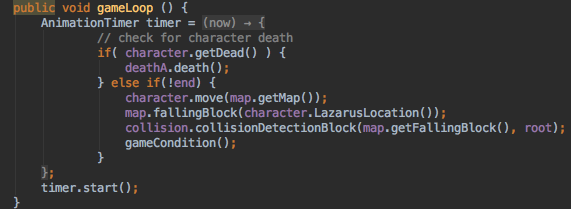 public void gameLoop () {
    AnimationTimer timer = (now) → {
            // check for character death
            if( character.getDead() ) {
                deathA.death();
            } else if(!end) {
                character.move(map.getMap());
                map.fallingBlock(character.LazarusLocation());
                collision.collisionDetectionBlock(map.getFallingBlock(), root);
                gameCondition();
            }
    };
    timer.start();
}